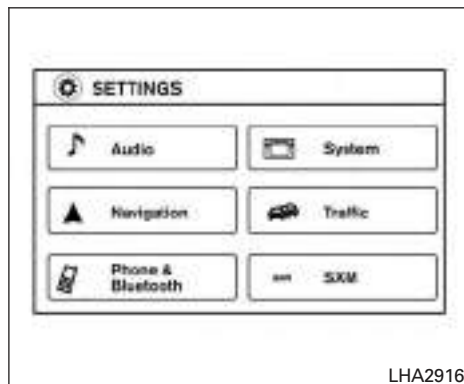 SETTINGS
Audio
System
Navigation
Traffic
Phone &
Bluetooth
SXM
LHA2916